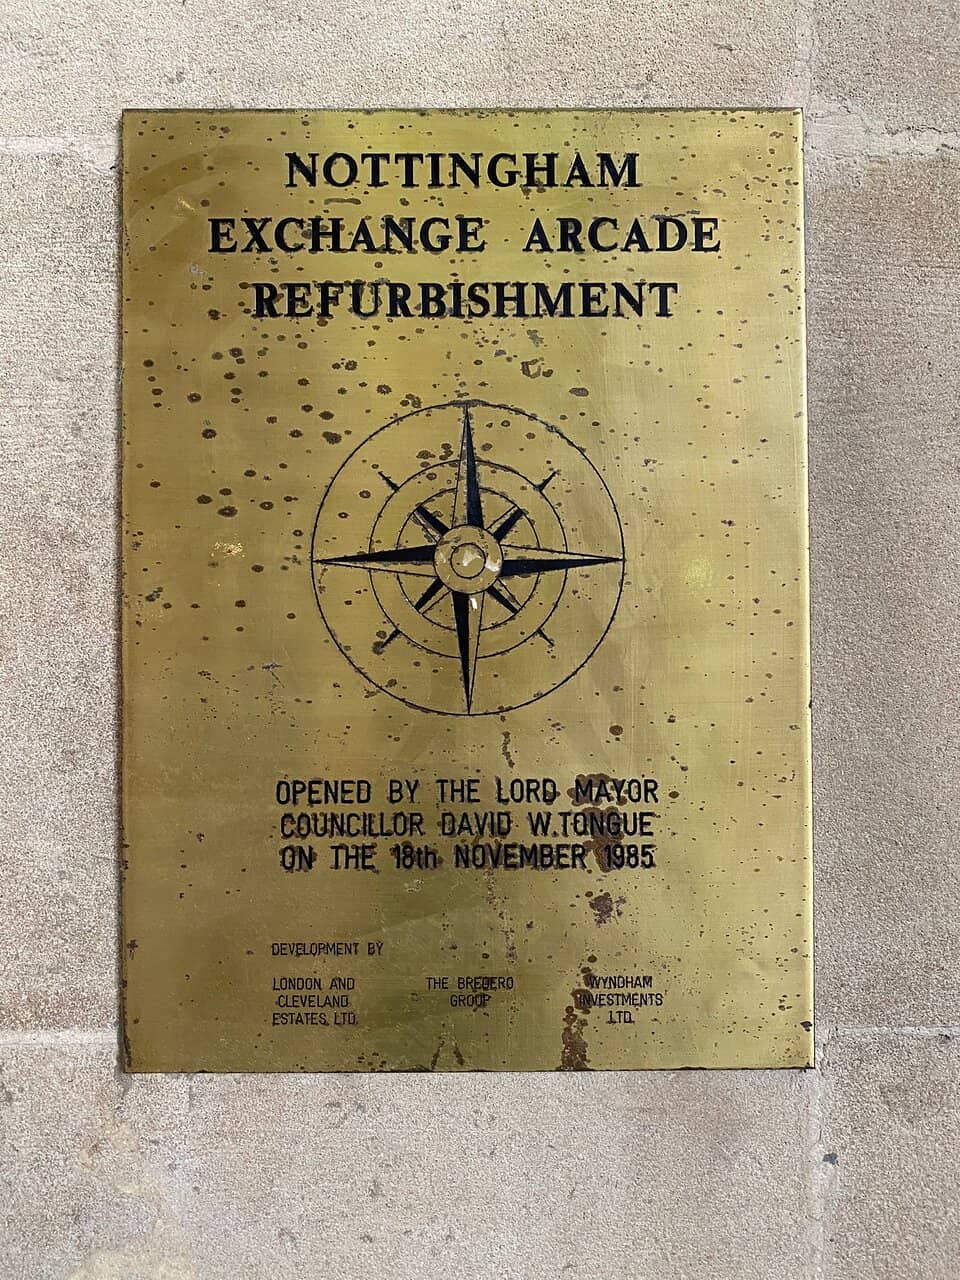 NOTTINGHAM
EXCHANGE ARCADE
REFURBISHMENT
OPENED BY THE LORD MAYOR
COUNCILLOR DAVID W.TONGUE
ON THE 18th NOVEMBER 1985
DEVELOPMENT BY
LONDON AND
CLEVELAND
ESTATES, LTD.
THE BREDERO
GROUP
WYNDHAM
INVESTMENTS
LTD.